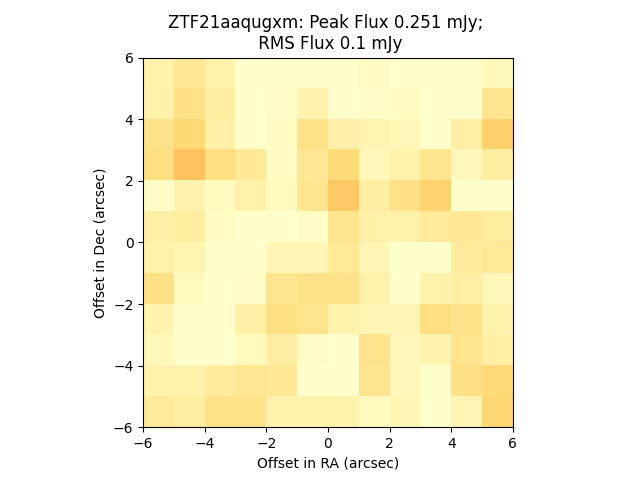 ZTF21aaqugxm: Peak Flux 0.251 mJy;
RMS Flux 0.1 mJy
6
4
2
0
−2
−4
−6
Offset in Dec (arcsec)
−6 −4 −2 0 2 4 6
Offset in RA (arcsec)